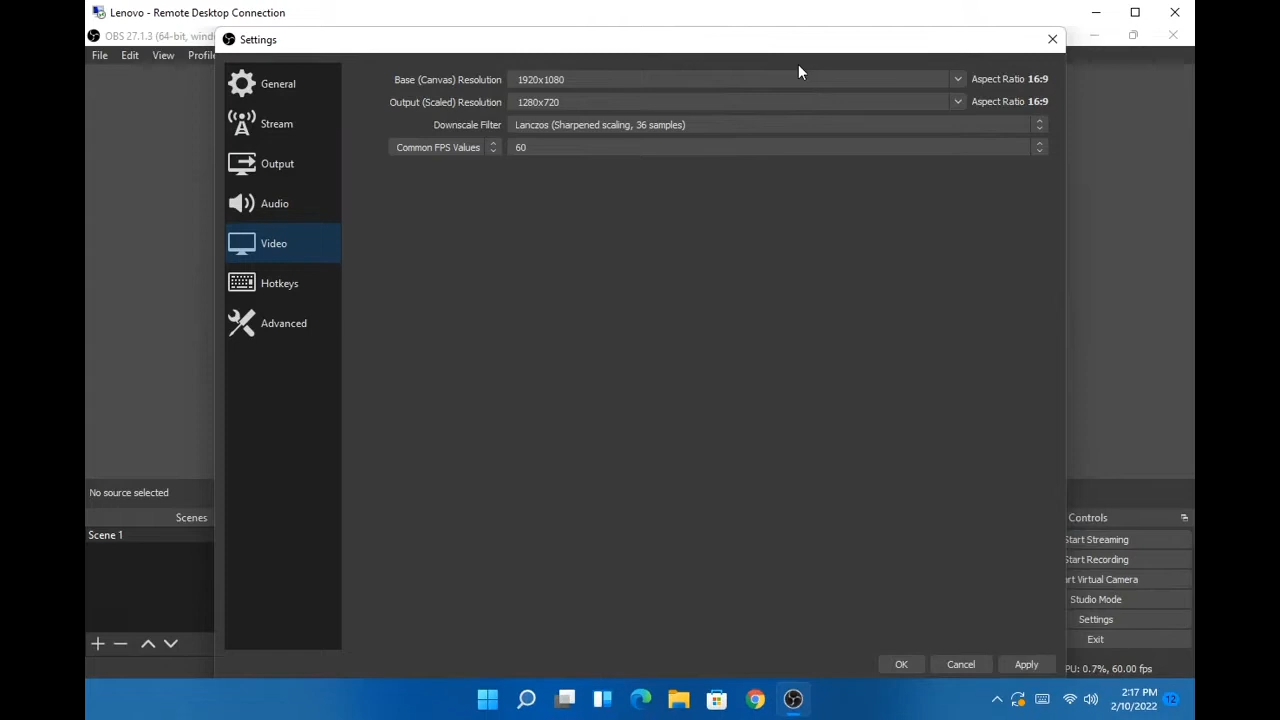 Lenovo - Remote Desktop Connection
OBS 27.1.3 (64-bit, window
Settings
File Edit View Profile
General
Stream
Output
Audio
Video
Hotkeys
Advanced
Base (Canvas) Resolution 1920x1080 Aspect Ratio 16:9
Output (Scaled) Resolution 1280x720 Aspect Ratio 16:9
Downscale Filter Lanczos (Sharpened scaling, 36 samples)
Common FPS Values 60
No source selected
Scenes
Scene 1
Controls
Start Streaming
Start Recording
art Virtual Camera
Studio Mode
Settings
Exit
OK Cancel Apply
PU: 0.7%, 60.00 fps
2:17 PM
2/10/2022
12